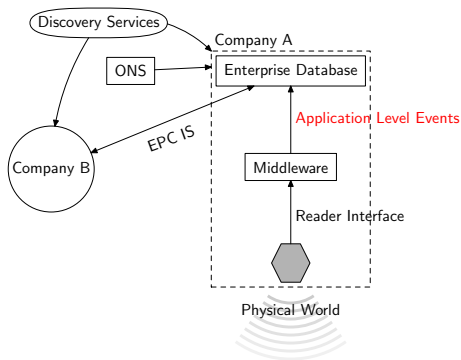 Discovery Services
Company A
ONS
Enterprise Database
Application Level Events
EPC IS
Company B
Middleware
Reader Interface
Physical World